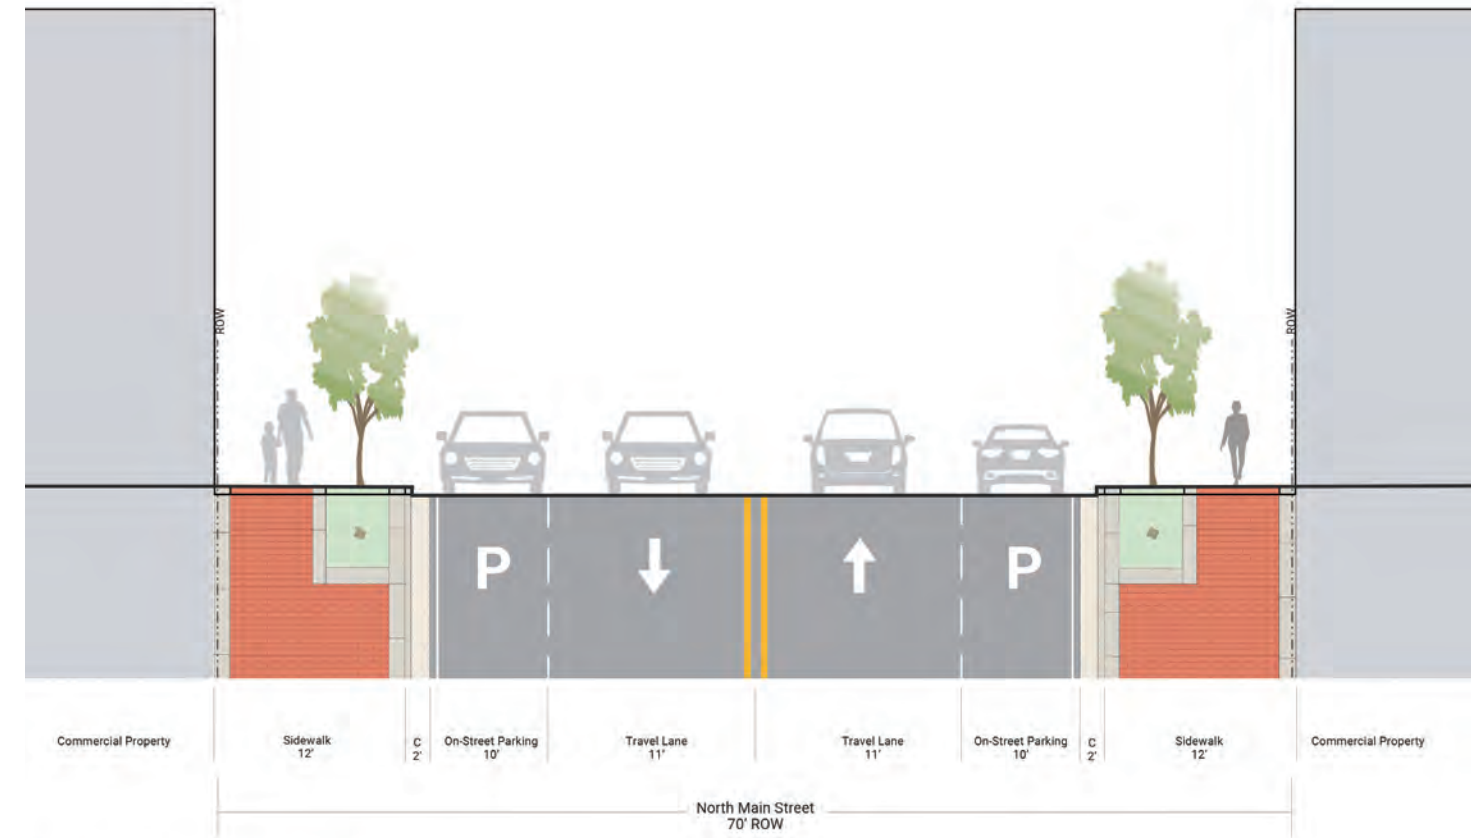 ROW
ROW
P
P
Commercial Property
Sidewalk
12'
C
2'
On-Street Parking
10'
Travel Lane
11'
Travel Lane
11'
On-Street Parking
10'
C
2'
Sidewalk
12'
Commercial Property
North Main Street
70' ROW